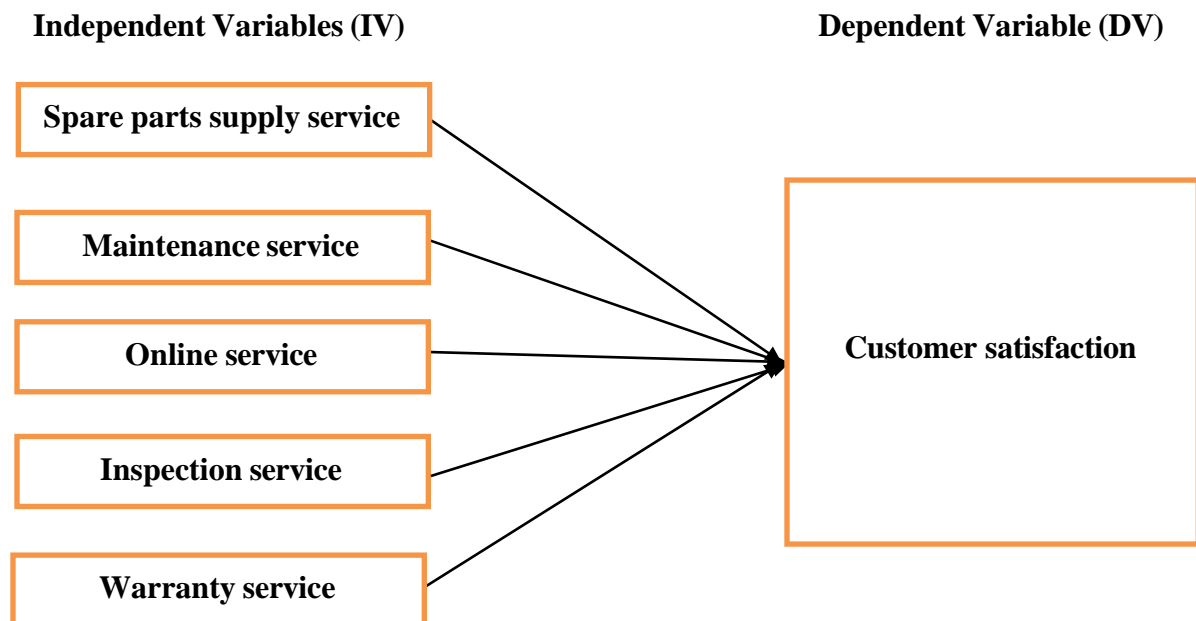 Independent Variables (IV)
Dependent Variable (DV)
Spare parts supply service
Maintenance service
Online service
Inspection service
Warranty service
Customer satisfaction